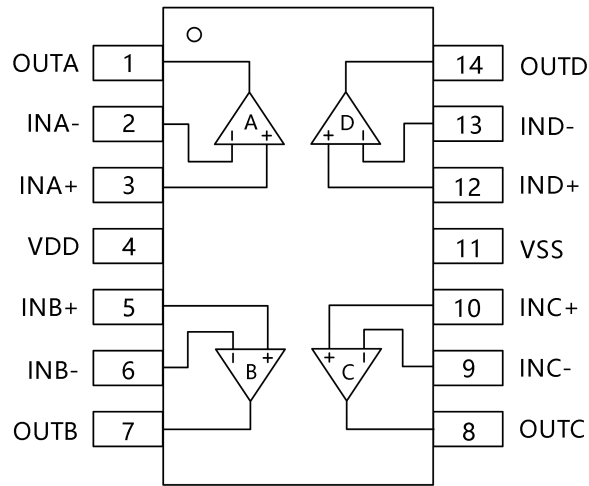 OUTA 1 14 OUTD
INA- 2 A D 13 IND-
- + + -
INA+ 3 12 IND+
VDD 4 11 VSS
INB+ 5 10 INC+
- + + -
INB- 6 B C 9 INC-
OUTB 7 8 OUTC